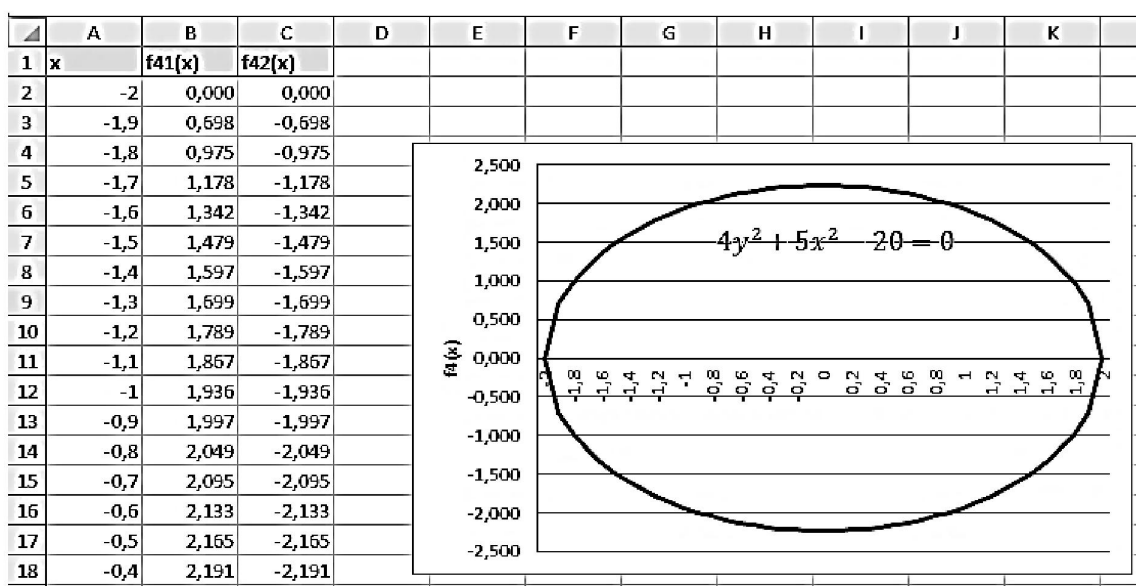 A B C D E F G H I J K
1 x f41(x) f42(x)
2 -2 0,000 0,000
3 -1,9 0,698 -0,698
4 -1,8 0,975 -0,975
5 -1,7 1,178 -1,178
6 -1,6 1,342 -1,342
7 -1,5 1,479 -1,479
8 -1,4 1,597 -1,597
9 -1,3 1,699 -1,699
10 -1,2 1,789 -1,789
11 -1,1 1,867 -1,867
12 -1 1,936 -1,936
13 -0,9 1,997 -1,997
14 -0,8 2,049 -2,049
15 -0,7 2,095 -2,095
16 -0,6 2,133 -2,133
17 -0,5 2,165 -2,165
18 -0,4 2,191 -2,191
2,500
2,000
1,500
1,000
0,500
0,000
-0,500
-1,000
-1,500
-2,000
-2,500
f4(x)
4y² + 5x² 20 = 0
-2 -1,8 -1,6 -1,4 -1,2 -1 -0,8 -0,6 -0,4 -0,2 0 0,2 0,4 0,6 0,8 1 1,2 1,4 1,6 1,8 2